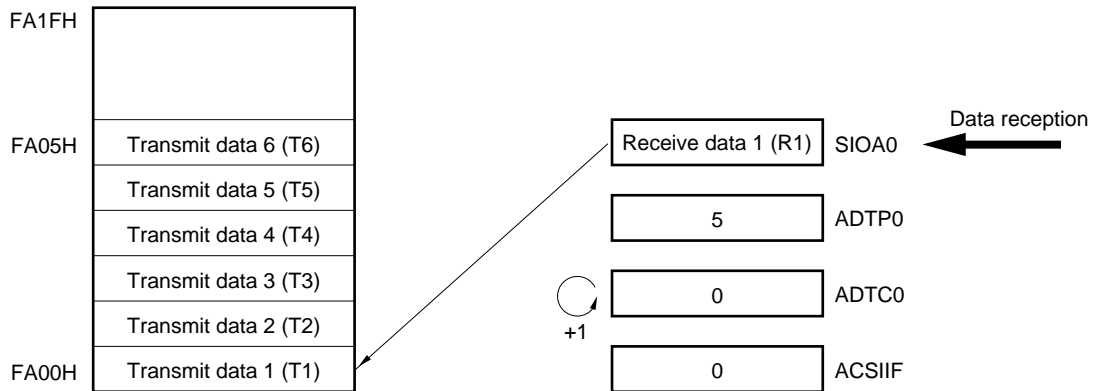 FA1FH
Data reception
FA05H
Transmit data 6 (T6)
Receive data 1 (R1)
SIOA0
Transmit data 5 (T5)
5
ADTP0
Transmit data 4 (T4)
Transmit data 3 (T3)
0
ADTC0
+1
Transmit data 2 (T2)
FA00H
Transmit data 1 (T1)
0
ACSIIF